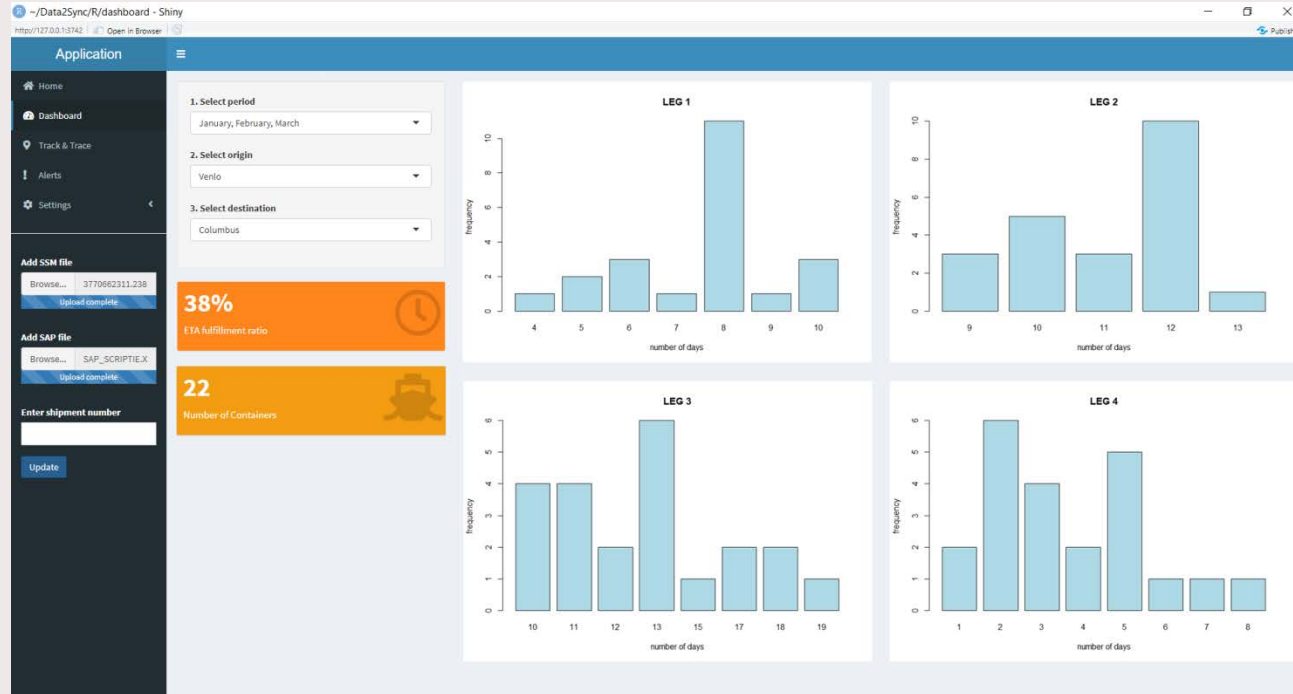 ~/Data2Sync/R/dashboard - Shiny
http://127.0.0.1:3742 Open in Browser
Publish
Application
Home
Dashboard
Track & Trace
Alerts
Settings
Add SSM file
Browse... 3770662311.238
Upload complete
Add SAP file
Browse... SAP_SCRIPTIE.X
Upload complete
Enter shipment number
Update
1. Select period
January, February, March
2. Select origin
Venlo
3. Select destination
Columbus
38%
ETA fulfillment ratio
22
Number of Containers
LEG 1
frequency
0 2 4 6 8 10
4 5 6 7 8 9 10
number of days
LEG 2
frequency
0 2 4 6 8 10
9 10 11 12 13
number of days
LEG 3
frequency
0 1 2 3 4 5 6
10 11 12 13 15 17 18 19
number of days
LEG 4
frequency
0 1 2 3 4 5 6
1 2 3 4 5 6 7 8
number of days